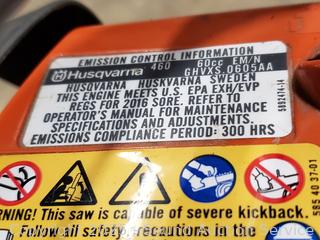 EMISSION CONTROL INFORMATION
460 60cc EM/N
Husqvarna GHVXS.0605AA
HUSQVARNA HUSKVARNA SWEDEN
THIS ENGINE MEETS U.S. EPA EXH/EVP
REGS FOR 2016 SORE. REFER TO
OPERATOR'S MANUAL FOR MAINTENANCE
SPECIFICATIONS AND ADJUSTMENTS.
EMISSIONS COMPLIANCE PERIOD: 300 HRS
585 40 37-01
WARNING! This saw is capable of severe kickback.
Follow all safety precautions in the